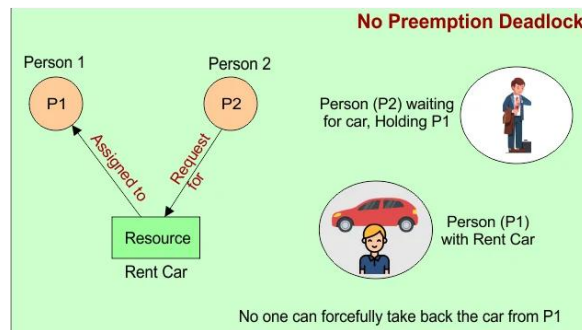 No Preemption Deadlock
Person 1
Person 2
P1
P2
Assigned to
Request for
Resource
Rent Car
Person (P2) waiting
for car, Holding P1
Person (P1)
with Rent Car
No one can forcefully take back the car from P1